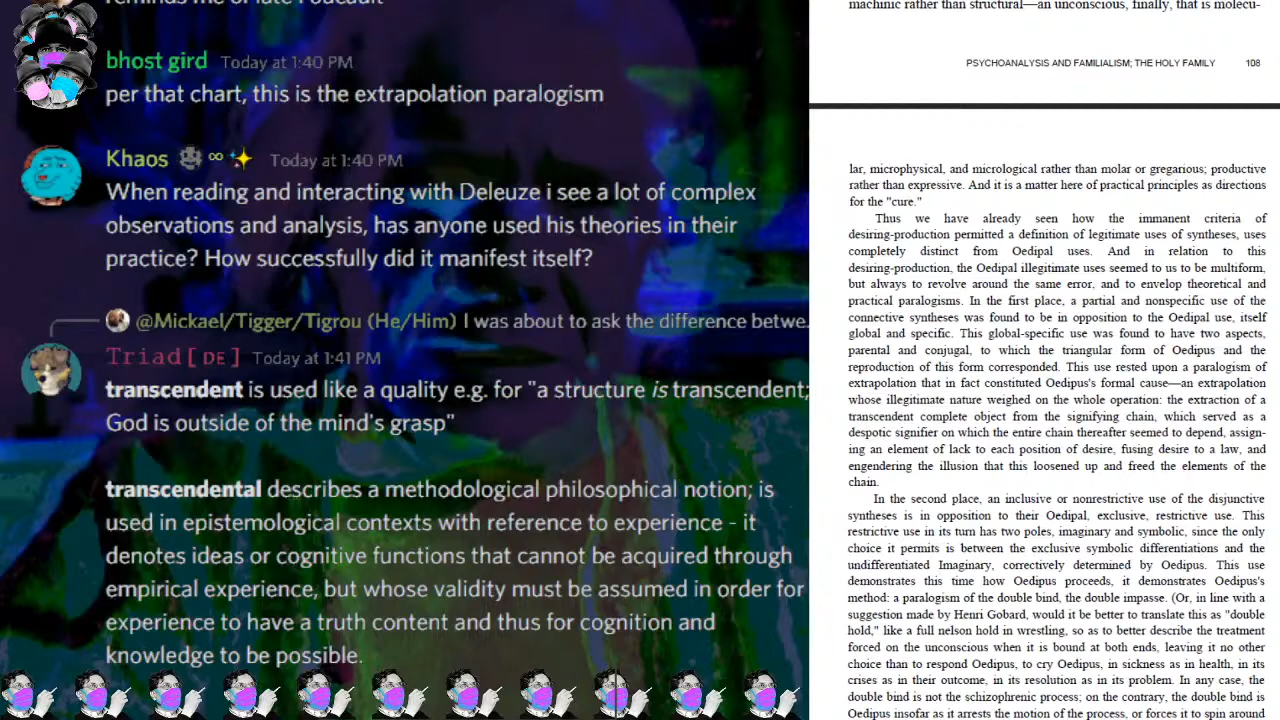 bhost gird Today at 1:40 PM
per that chart, this is the extrapolation paralogism
Khaos ∞ ✨ Today at 1:40 PM
When reading and interacting with Deleuze i see a lot of complex
observations and analysis, has anyone used his theories in their
practice? How successfully did it manifest itself?
@Mickael/Tigger/Tigrou (He/Him) I was about to ask the difference betwe.
Triad[DE] Today at 1:41 PM
transcendent is used like a quality e.g. for "a structure is transcendent;
God is outside of the mind's grasp"
transcendental describes a methodological philosophical notion; is
used in epistemological contexts with reference to experience - it
denotes ideas or cognitive functions that cannot be acquired through
empirical experience, but whose validity must be assumed in order for
experience to have a truth content and thus for cognition and
knowledge to be possible.
machinic rather than structural—an unconscious, finally, that is molecu-
PSYCHOANALYSIS AND FAMILIALISM; THE HOLY FAMILY 108
lar, microphysical, and micrological rather than molar or gregarious; productive
rather than expressive. And it is a matter here of practical principles as directions
for the "cure."
Thus we have already seen how the immanent criteria of
desiring-production permitted a definition of legitimate uses of syntheses, uses
completely distinct from Oedipal uses. And in relation to this
desiring-production, the Oedipal illegitimate uses seemed to us to be multiform,
but always to revolve around the same error, and to envelop theoretical and
practical paralogisms. In the first place, a partial and nonspecific use of the
connective syntheses was found to be in opposition to the Oedipal use, itself
global and specific. This global-specific use was found to have two aspects,
parental and conjugal, to which the triangular form of Oedipus and the
reproduction of this form corresponded. This use rested upon a paralogism of
extrapolation that in fact constituted Oedipus's formal cause—an extrapolation
whose illegitimate nature weighed on the whole operation: the extraction of a
transcendent complete object from the signifying chain, which served as a
despotic signifier on which the entire chain thereafter seemed to depend, assign-
ing an element of lack to each position of desire, fusing desire to a law, and
engendering the illusion that this loosened up and freed the elements of the
chain.
In the second place, an inclusive or nonrestrictive use of the disjunctive
syntheses is in opposition to their Oedipal, exclusive, restrictive use. This
restrictive use in its turn has two poles, imaginary and symbolic, since the only
choice it permits is between the exclusive symbolic differentiations and the
undifferentiated Imaginary, correctively determined by Oedipus. This use
demonstrates this time how Oedipus proceeds, it demonstrates Oedipus's
method: a paralogism of the double bind, the double impasse. (Or, in line with a
suggestion made by Henri Gobard, would it be better to translate this as "double
hold," like a full nelson hold in wrestling, so as to better describe the treatment
forced on the unconscious when it is bound at both ends, leaving it no other
choice than to respond Oedipus, to cry Oedipus, in sickness as in health, in its
crises as in their outcome, in its resolution as in its problem. In any case, the
double bind is not the schizophrenic process; on the contrary, the double bind is
Oedipus insofar as it arrests the motion of the process, or forces it to spin around